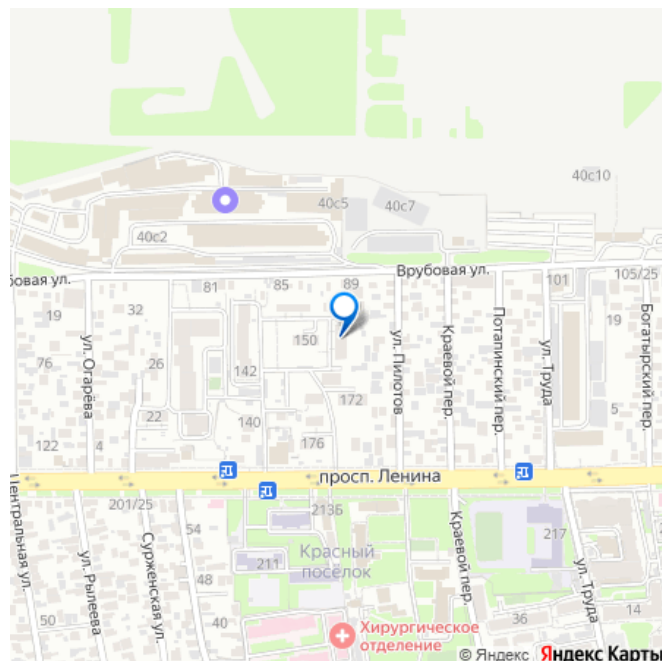 40с10
40с5
40с7
40с2
Врубовая ул.
бовая ул.
81
85
89
101
105/25
19
32
76
26
ул. Огарёва
150
142
172
ул. Пилотов
Краевой пер.
Потапинский пер.
ул. Труда
19
Богатырский пер.
5
22
140
176
122
4
просп. Ленина
201/25
213Б
217
Центральная ул.
ул. Рылеева
Сурженская ул.
54
48
40
50
211
Красный
посёлок
Краевой пер.
ул. Труда
36
14
Хирургическое
отделение
© Яндекс Яндекс Карты